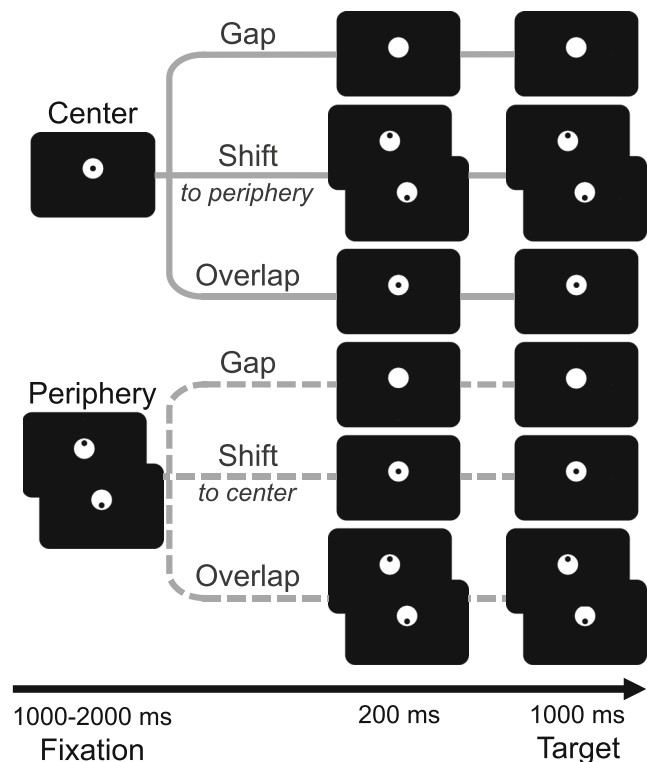 Gap
Center
Shift
to periphery
Overlap
Gap
Periphery
Shift
to center
Overlap
1000-2000 ms
200 ms
1000 ms
Fixation
Target